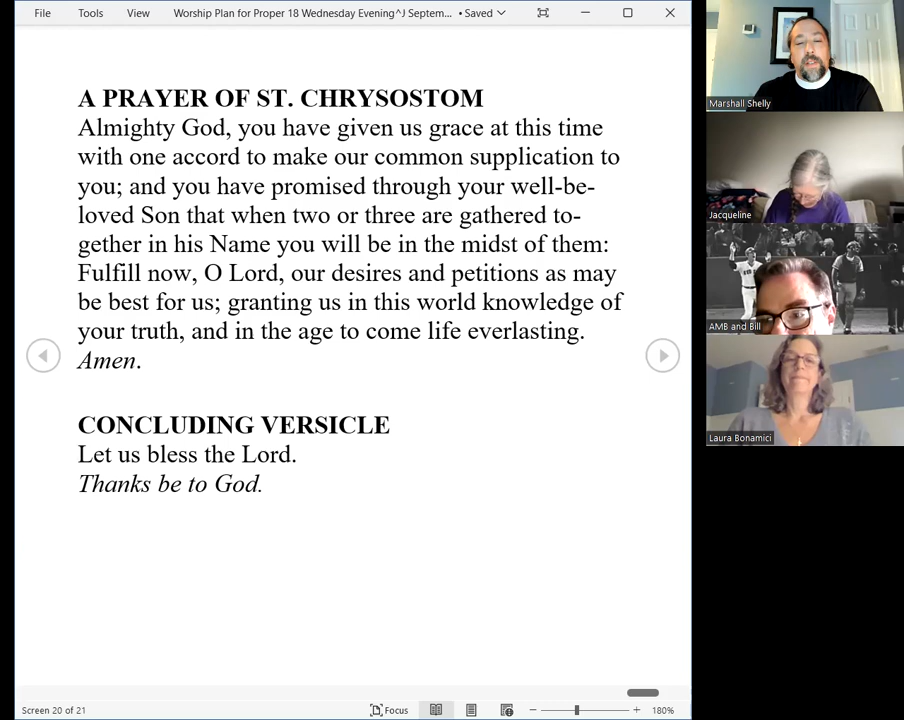 File Tools View Worship Plan for Proper 18 Wednesday Evening^J Septem... • Saved
A PRAYER OF ST. CHRYSOSTOM
Almighty God, you have given us grace at this time
with one accord to make our common supplication to
you; and you have promised through your well-be-
loved Son that when two or three are gathered to-
gether in his Name you will be in the midst of them:
Fulfill now, O Lord, our desires and petitions as may
be best for us; granting us in this world knowledge of
your truth, and in the age to come life everlasting.
Amen.
CONCLUDING VERSICLE
Let us bless the Lord.
Thanks be to God.
Screen 20 of 21 Focus 180%
Marshall Shelly
Jacqueline
AMB and Bill
Laura Bonamici